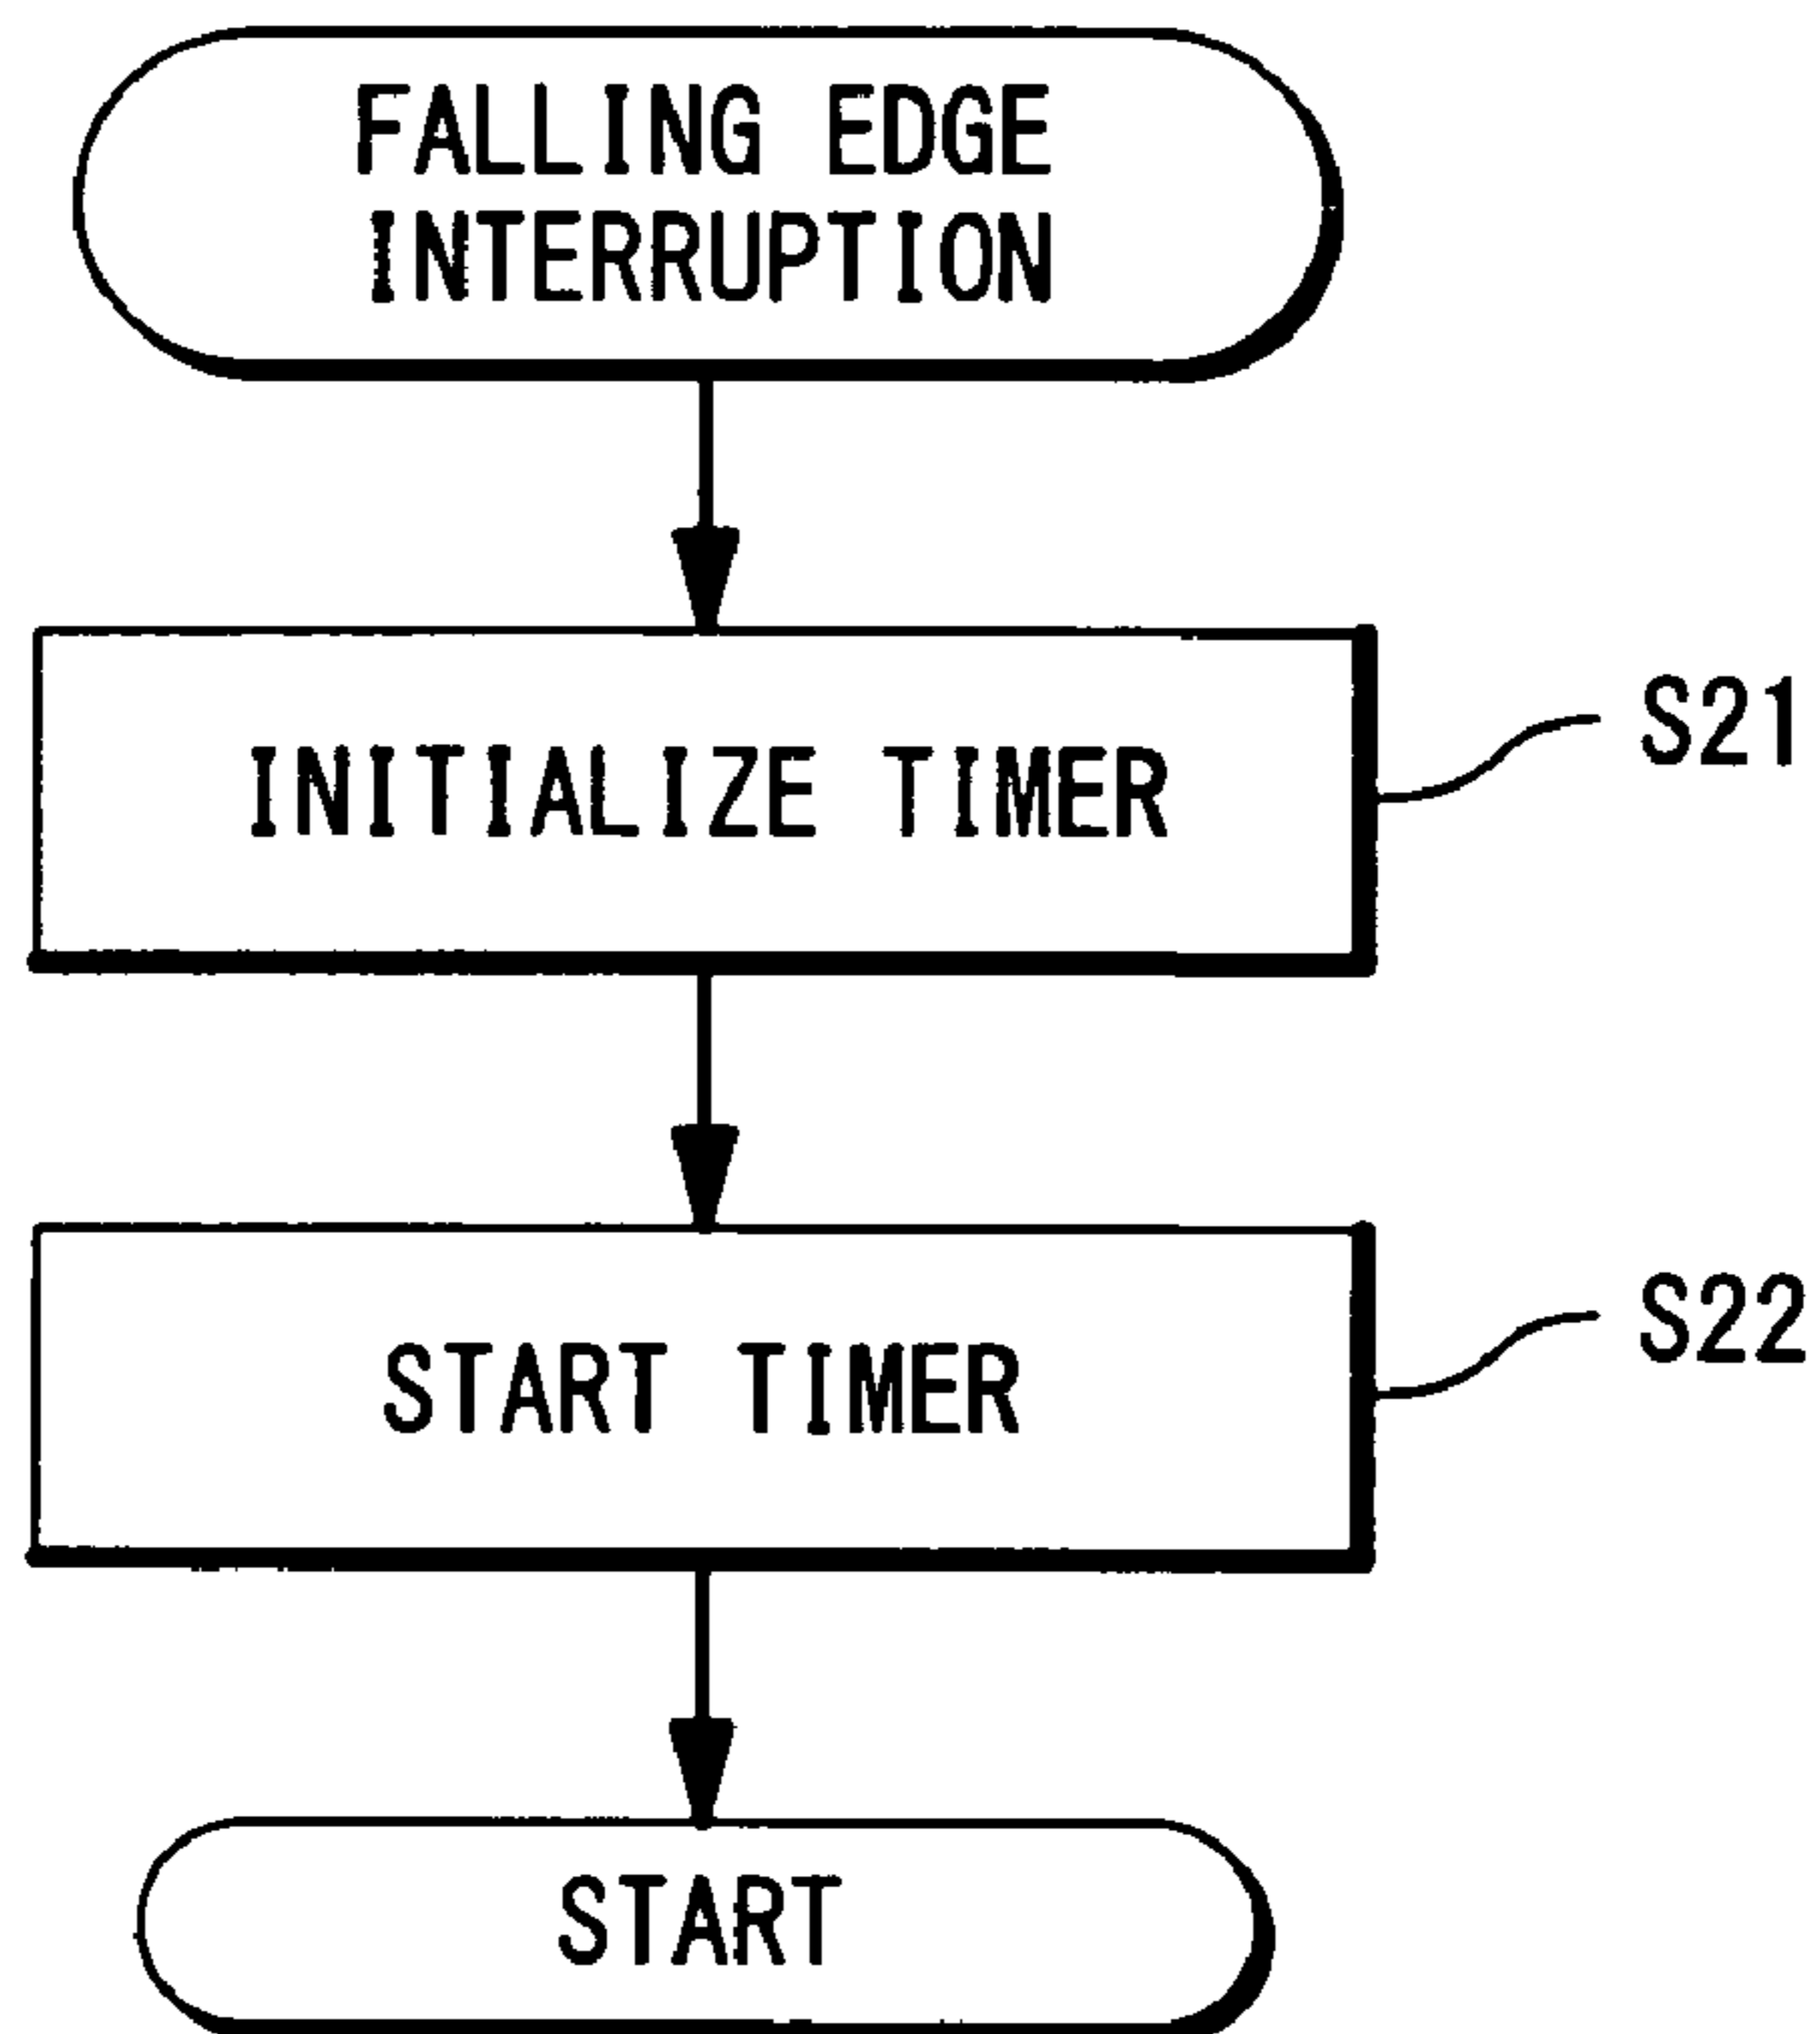 FALLING EDGE
INTERRUPTION
INITIALIZE TIMER
S21
START TIMER
S22
START